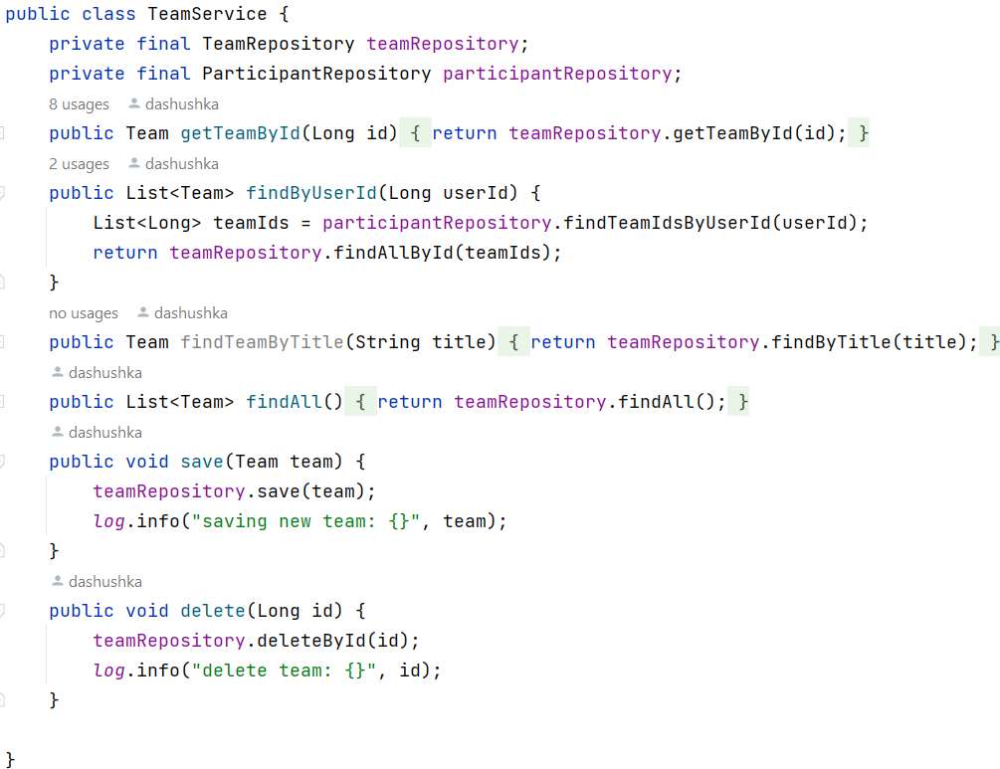 public class TeamService {
    private final TeamRepository teamRepository;
    private final ParticipantRepository participantRepository;
    8 usages dashushka
    public Team getTeamById(Long id) { return teamRepository.getTeamById(id); }
    2 usages dashushka
    public List<Team> findByUserId(Long userId) {
        List<Long> teamIds = participantRepository.findTeamIdsByUserId(userId);
        return teamRepository.findAllById(teamIds);
    }
    no usages dashushka
    public Team findTeamByTitle(String title) { return teamRepository.findByTitle(title); }
    dashushka
    public List<Team> findAll() { return teamRepository.findAll(); }
    dashushka
    public void save(Team team) {
        teamRepository.save(team);
        log.info("saving new team: {}", team);
    }
    dashushka
    public void delete(Long id) {
        teamRepository.deleteById(id);
        log.info("delete team: {}", id);
    }
}